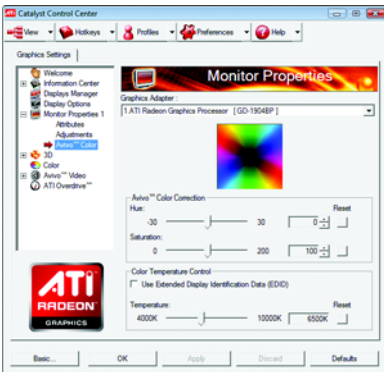 ATI Catalyst Control Center
View Hotkeys Profiles Preferences Help
Graphics Settings
Welcome
Information Center
Displays Manager
Display Options
Monitor Properties 1
Attributes
Adjustments
Avivo™ Color
3D
Color
Avivo™ Video
ATI Overdrive™
ATI
RADEON
GRAPHICS
Monitor Properties
Graphics Adapter :
1.ATI Radeon Graphics Processor [ GD-1904BP ]
Avivo™ Color Correction
Hue: Reset
-30 30 0
Saturation:
0 200 100
Color Temperature Control
Use Extended Display Identification Data (EDID)
Temperature: Reset
4000K 10000K 6500K
Basic... OK Apply Discard Defaults